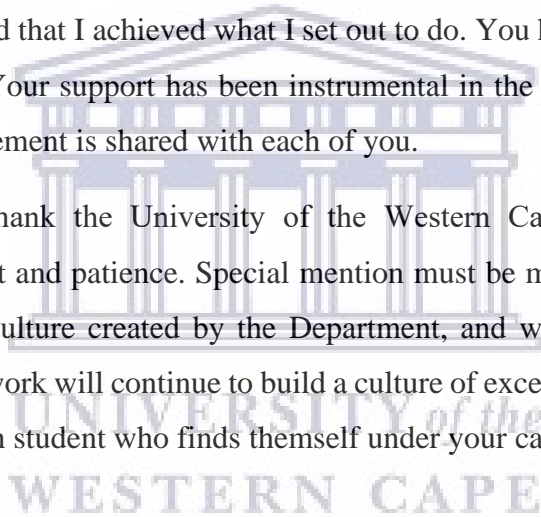 d that I achieved what I set out to do. You
Your support has been instrumental in the
ement is shared with each of you.
hank the University of the Western Ca
t and patience. Special mention must be m
ulture created by the Department, and w
work will continue to build a culture of exce
UNIVERSITY of the
n student who finds themself under your ca
WESTERN CAPE